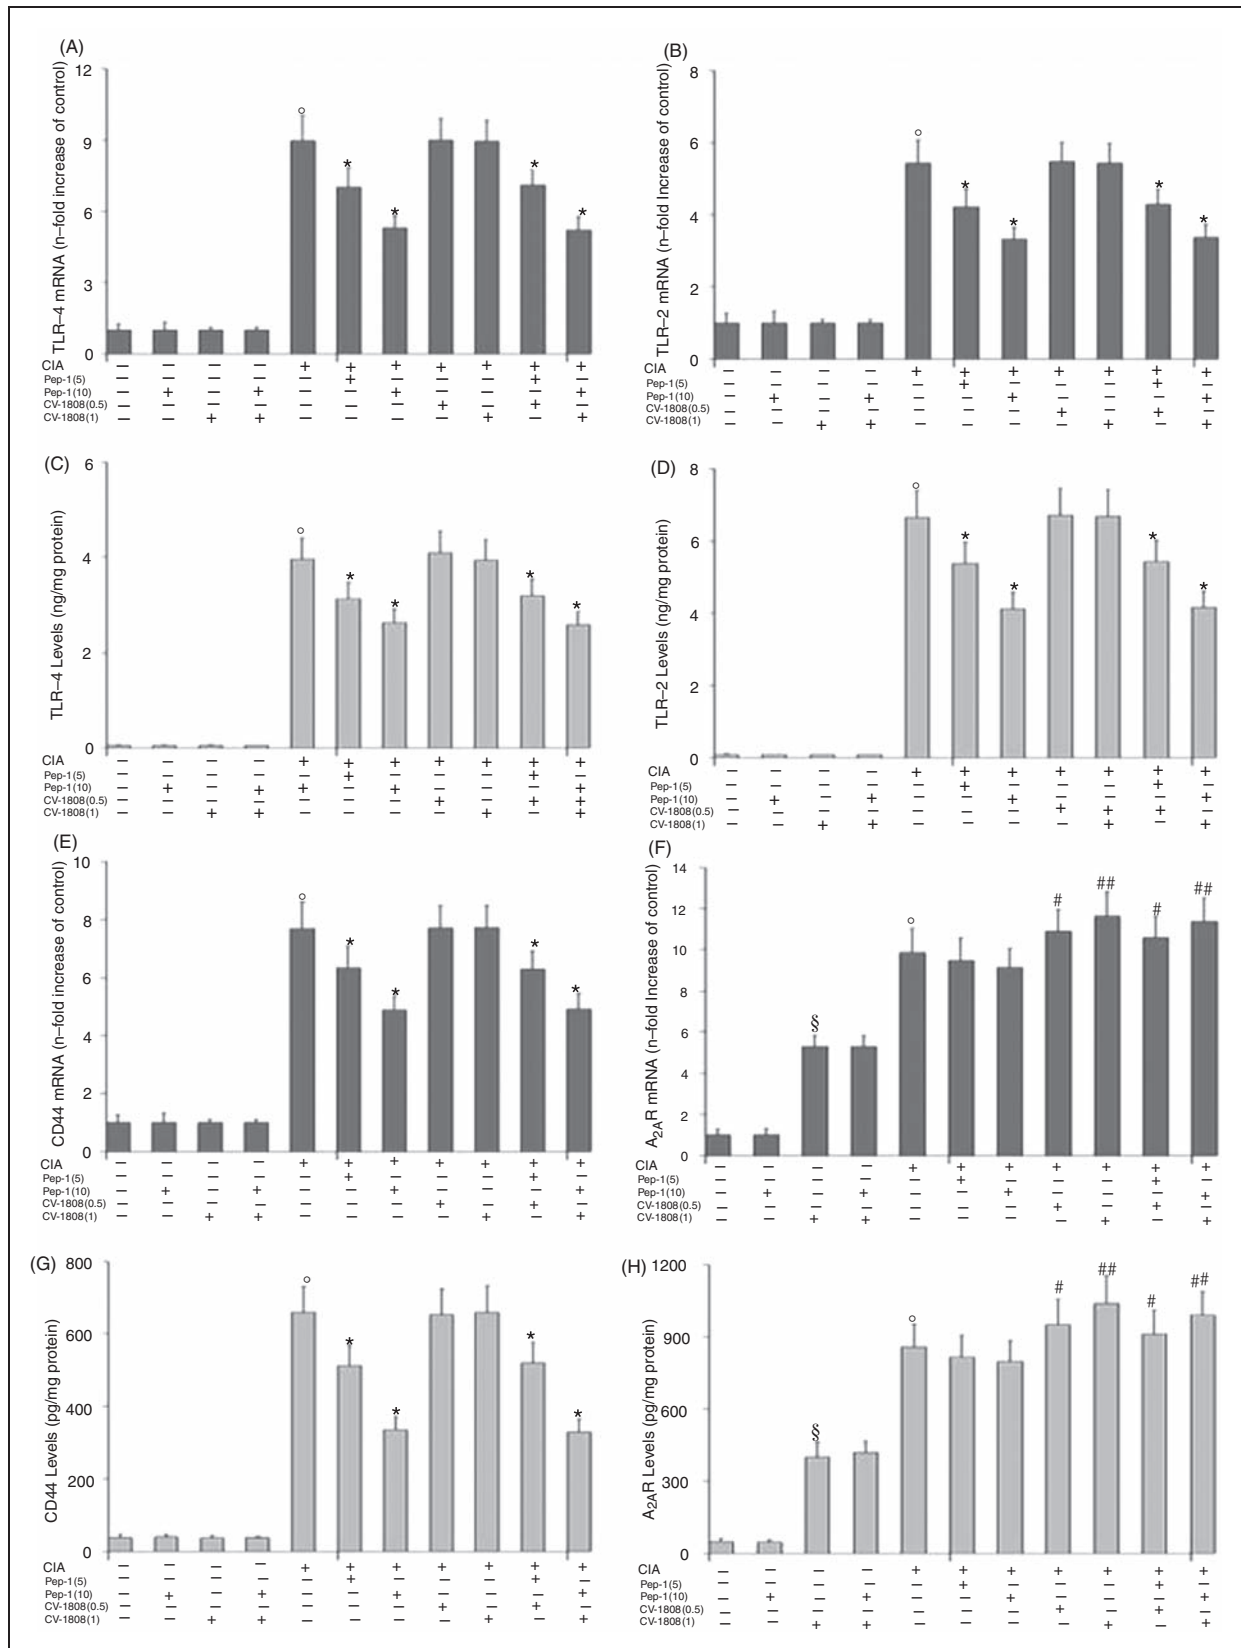 (A)
12
9
6
3
0
TLR–4 mRNA (n–fold increase of control)
° * * * *
CIA – – – – + + + + + + +
Pep-1(5) – – – – – + – – – + –
Pep-1(10) – + – + – – + – – – +
CV-1808(0.5) – – – – – – – + – + –
CV-1808(1) – – + + – – – – + – +
(B)
8
6
4
2
0
TLR–2 mRNA (n–fold increase of control)
° * * * *
CIA – – – – + + + + + + +
Pep-1(5) – – – – – + – – – + –
Pep-1(10) – + – + – – + – – – +
CV-1808(0.5) – – – – – – – + – + –
CV-1808(1) – – + + – – – – + – +
(C)
6
4
2
0
TLR–4 Levels (ng/mg protein)
° * * * *
CIA – – – – + + + + + + +
Pep-1(5) – – – – – + – – – + –
Pep-1(10) – + – + + – + – – – +
CV-1808(0.5) – – – – – – – + – + +
CV-1808(1) – – + + – – – – + – +
(D)
8
6
4
2
0
TLR–2 Levels (ng/mg protein)
° * * * *
CIA – – – – + + + + + + +
Pep-1(5) – – – – – + – – – + –
Pep-1(10) – + – + – – + – – – +
CV-1808(0.5) – – – – – – – + + + –
CV-1808(1) – – + + – – – – + – +
(E)
10
8
6
4
2
0
CD44 mRNA (n–fold increase of control)
° * * * *
CIA – – – – + + + + + + +
Pep-1(5) – – – – – + – – – + –
Pep-1(10) – + – + – – + – – – +
CV-1808(0.5) – – – – – – – + – + –
CV-1808(1) – – + + – – – – + – +
(F)
14
12
10
8
6
4
2
0
A2AR mRNA (n–fold Increase of control)
§ ° # ## # ##
CIA – – – – + + + + + + +
Pep-1(5) – – – – – + – – – + –
Pep-1(10) – + – + – – + – – – +
CV-1808(0.5) – – – – – – – + – + –
CV-1808(1) – – + + – – – – + – +
(G)
800
600
400
200
0
CD44 Levels (pg/mg protein)
° * * * *
CIA – – – – + + + + + + +
Pep-1(5) – – – – – + – – – + –
Pep-1(10) – + – + – – + – – – +
CV-1808(0.5) – – – – – – – + – + –
CV-1808(1) – – + + – – – – + – +
(H)
1200
900
600
300
0
A2AR Levels (pg/mg protein)
§ ° # ## # ##
CIA – – – – + + + + + + +
Pep-1(5) – – – – – + – – – + –
Pep-1(10) – + – + – – + – – – +
CV-1808(0.5) – – – – – – – + – + –
CV-1808(1) – – + + – – – – + – +